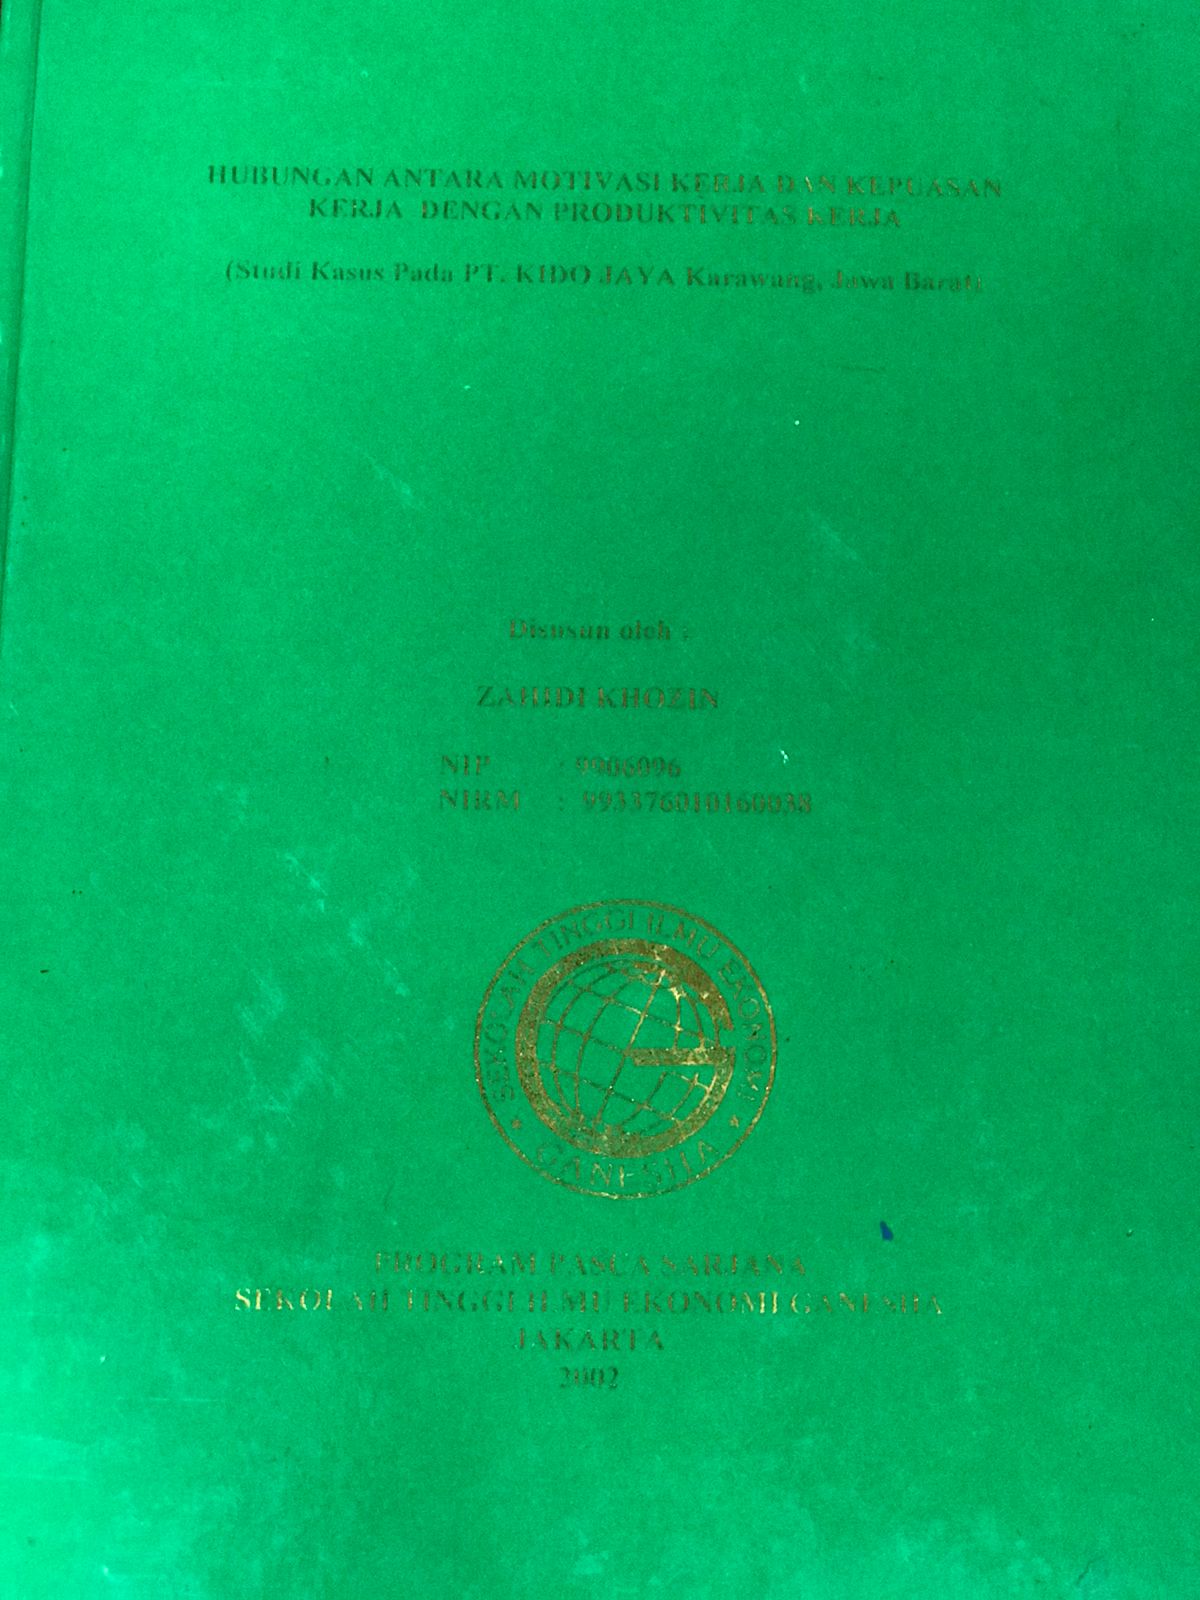 HUBUNGAN ANTARA MOTIVASI KERJA DAN KEPUASAN
KERJA DENGAN PRODUKTIVITAS KERJA
(Studi Kasus Pada PT. KIDO JAYA Karawang, Jawa Barat)
Disusun oleh :
ZAHIDI KHOZIN
NIP : 9906096
NIRM : 993376010160038
SEKOLAH TINGGI ILMU EKONOMI
* GANESHA *
PROGRAM PASCA SARJANA
SEKOLAH TINGGI ILMU EKONOMI GANESHA
JAKARTA
2002